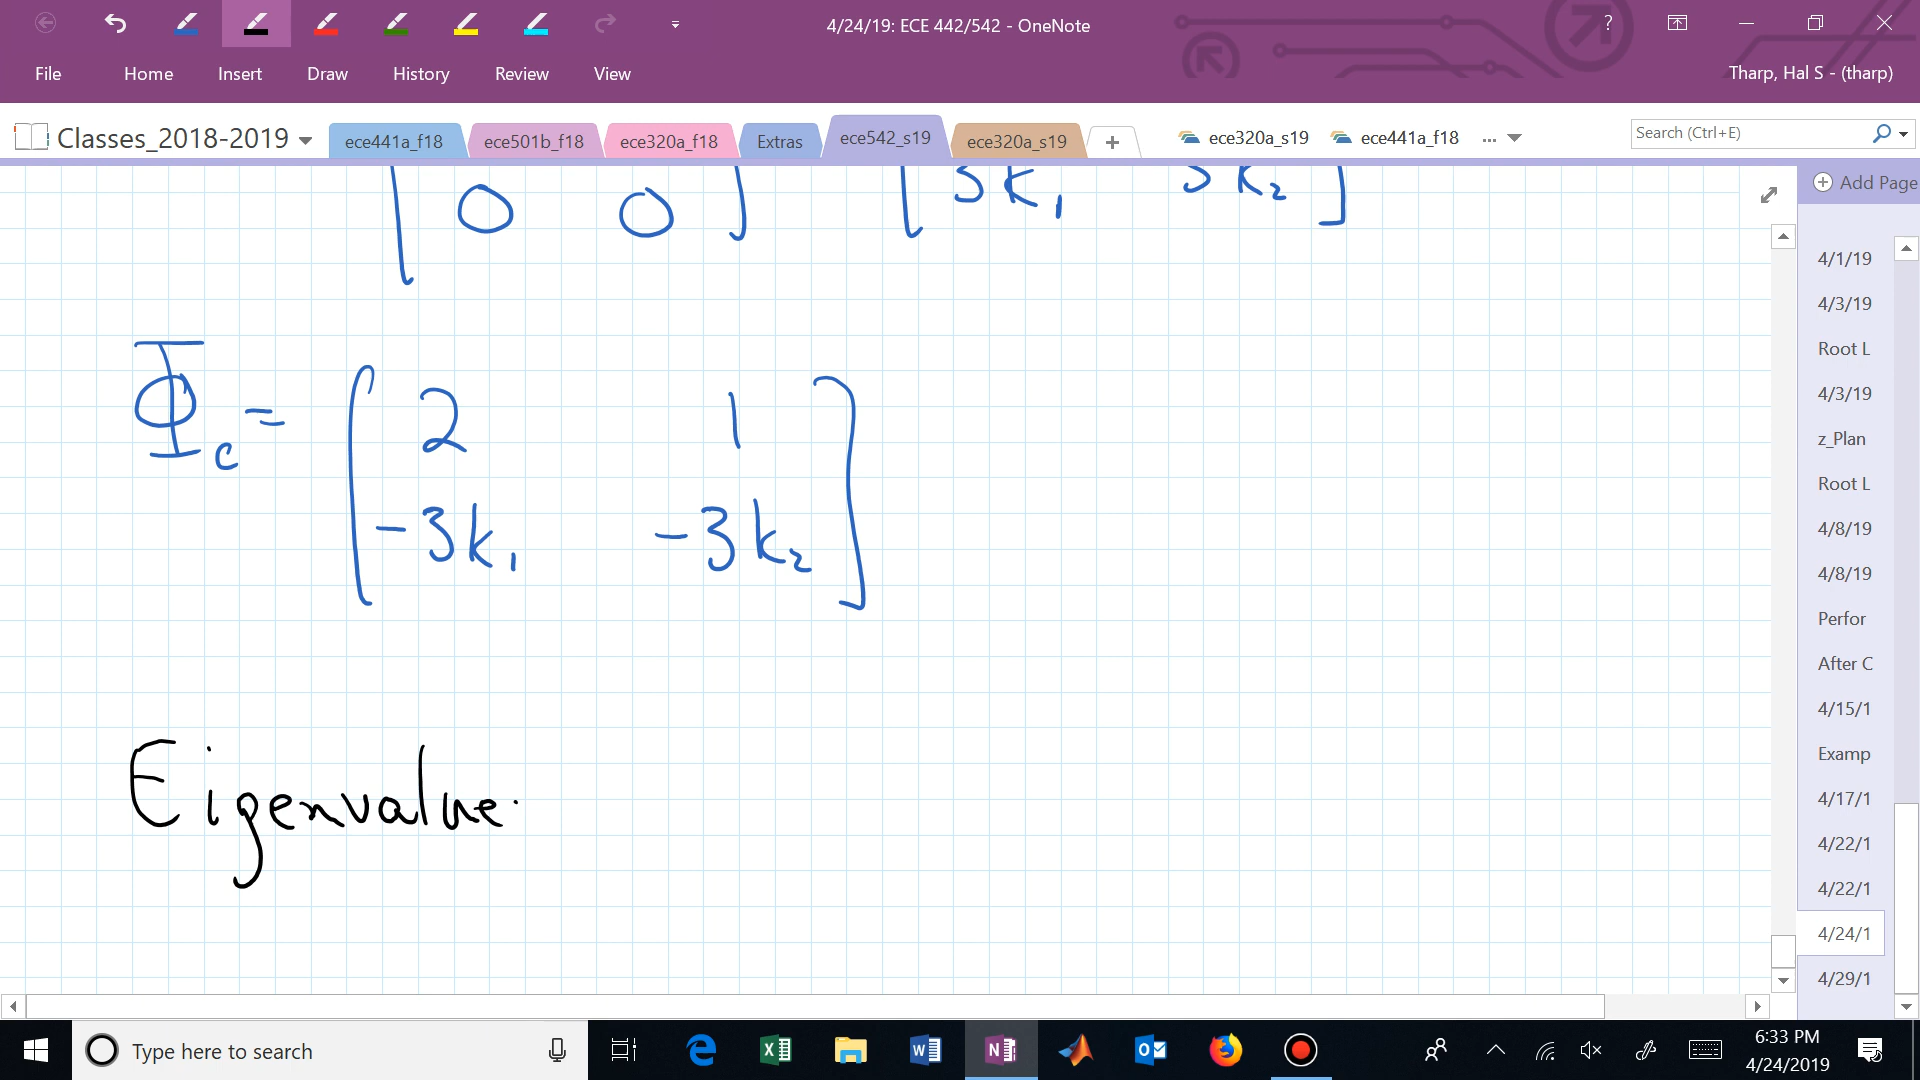 4/24/19: ECE 442/542 - OneNote
?
File Home Insert Draw History Review View
Tharp, Hal S - (tharp)
Classes_2018-2019
ece441a_f18 ece501b_f18 ece320a_f18 Extras ece542_s19 ece320a_s19 +
ece320a_s19 ece441a_f18 ...
Search (Ctrl+E)
Add Page
0 0 3k₁ 3k₂
Φc = [ 2 1
-3k₁ -3k₂ ]
Eigenvalue
4/1/19
4/3/19
Root L
4/3/19
z_Plan
Root L
4/8/19
4/8/19
Perfor
After C
4/15/1
Examp
4/17/1
4/22/1
4/22/1
4/24/1
4/29/1
Type here to search
6:33 PM
4/24/2019